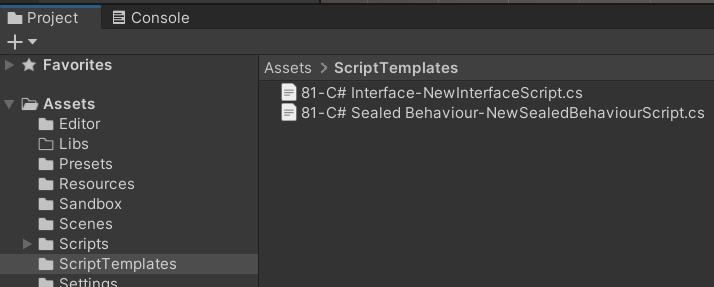 Project
Console
Favorites
Assets
Editor
Libs
Presets
Resources
Sandbox
Scenes
Scripts
ScriptTemplates
Settings
Assets > ScriptTemplates
81-C# Interface-NewInterfaceScript.cs
81-C# Sealed Behaviour-NewSealedBehaviourScript.cs